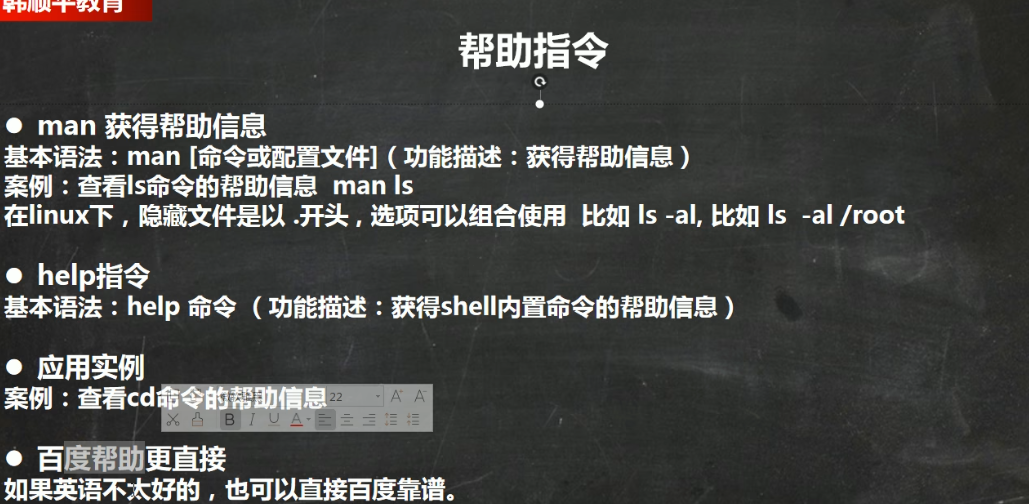 韩顺平教育
帮助指令
● man 获得帮助信息
基本语法：man [命令或配置文件]（功能描述：获得帮助信息）
案例：查看ls命令的帮助信息 man ls
在linux下，隐藏文件是以 .开头 , 选项可以组合使用 比如 ls -al, 比如 ls -al /root
● help指令
基本语法：help 命令 （功能描述：获得shell内置命令的帮助信息）
● 应用实例
案例：查看cd命令的帮助信息
22
B I U A
● 百度帮助更直接
如果英语不太好的，也可以直接百度靠谱。